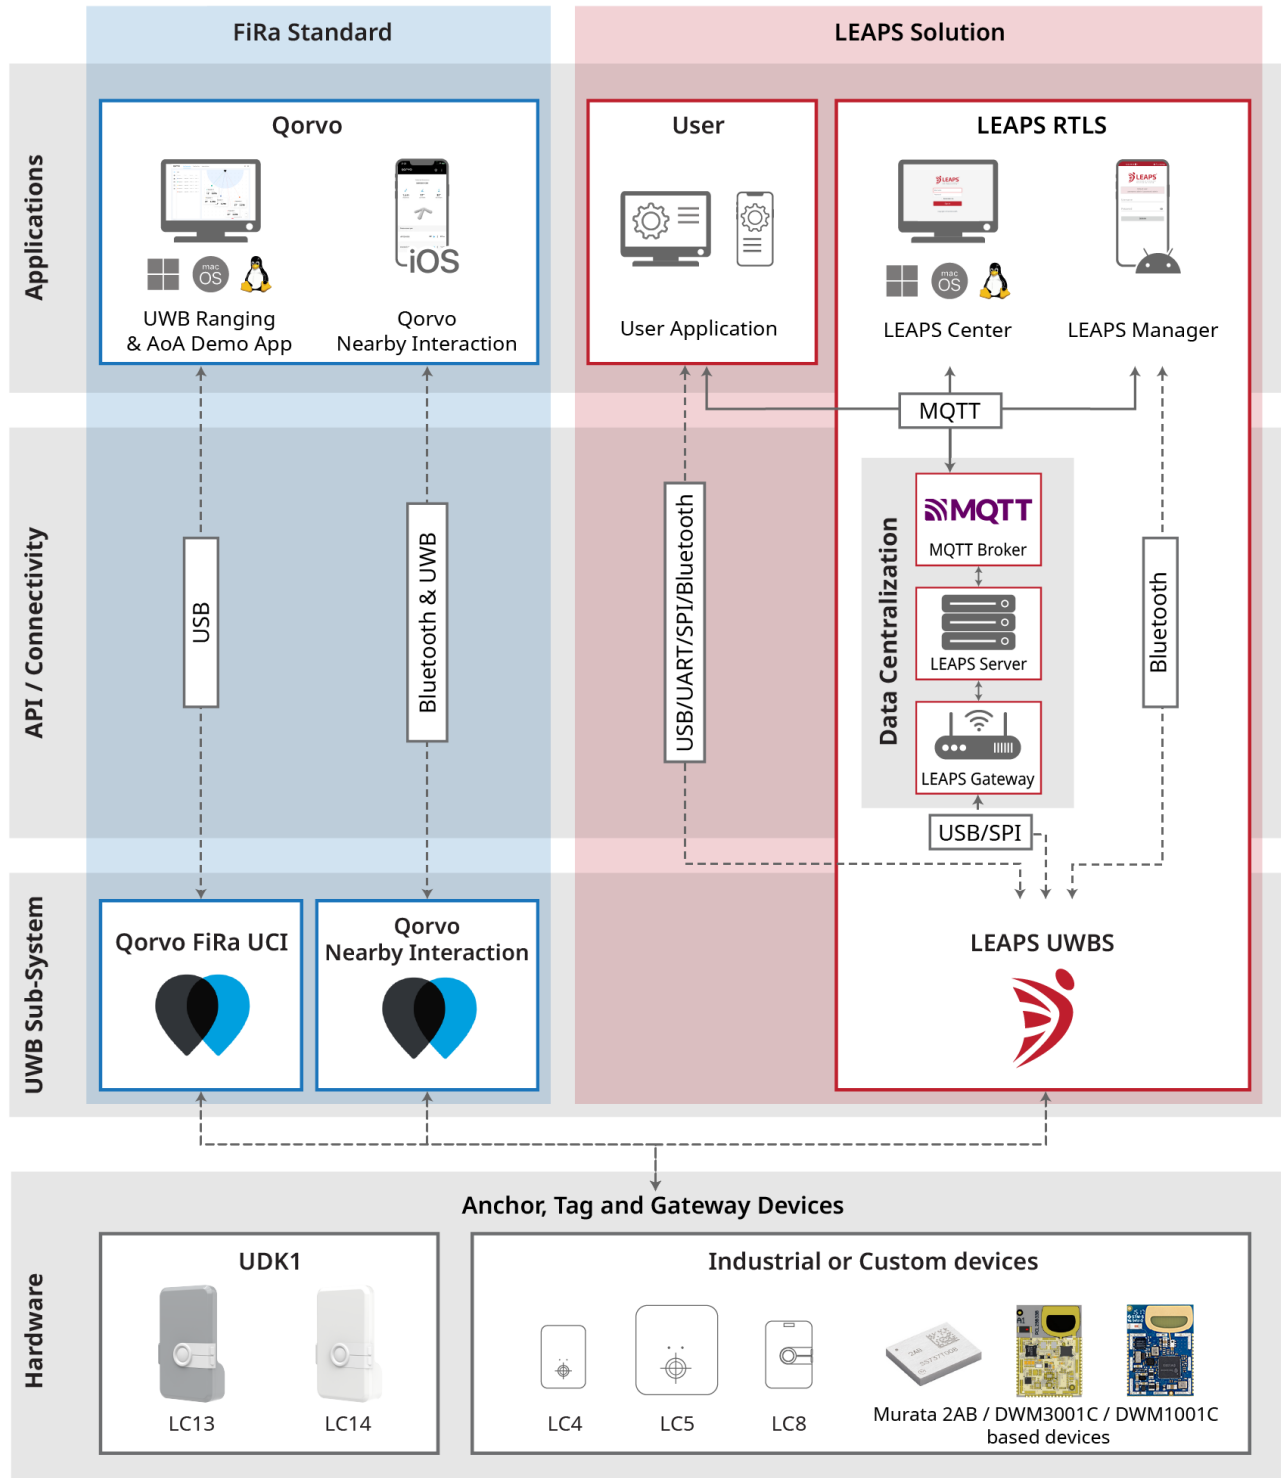 FiRa Standard
LEAPS Solution
Applications
Qorvo
User
LEAPS RTLS
LEAPS
LEAPS
iOS
mac
OS
mac
OS
UWB Ranging
& AoA Demo App
Qorvo
Nearby Interaction
User Application
LEAPS Center
LEAPS Manager
MQTT
API / Connectivity
USB
Bluetooth & UWB
USB/UART/SPI/Bluetooth
Data Centralization
MQTT
MQTT Broker
LEAPS Server
LEAPS Gateway
Bluetooth
USB/SPI
UWB Sub-System
Qorvo FiRa UCI
Qorvo
Nearby Interaction
LEAPS UWBS
Hardware
Anchor, Tag and Gateway Devices
UDK1
LC13
LC14
Industrial or Custom devices
2AB
LC4
LC5
LC8
Murata 2AB / DWM3001C / DWM1001C
based devices